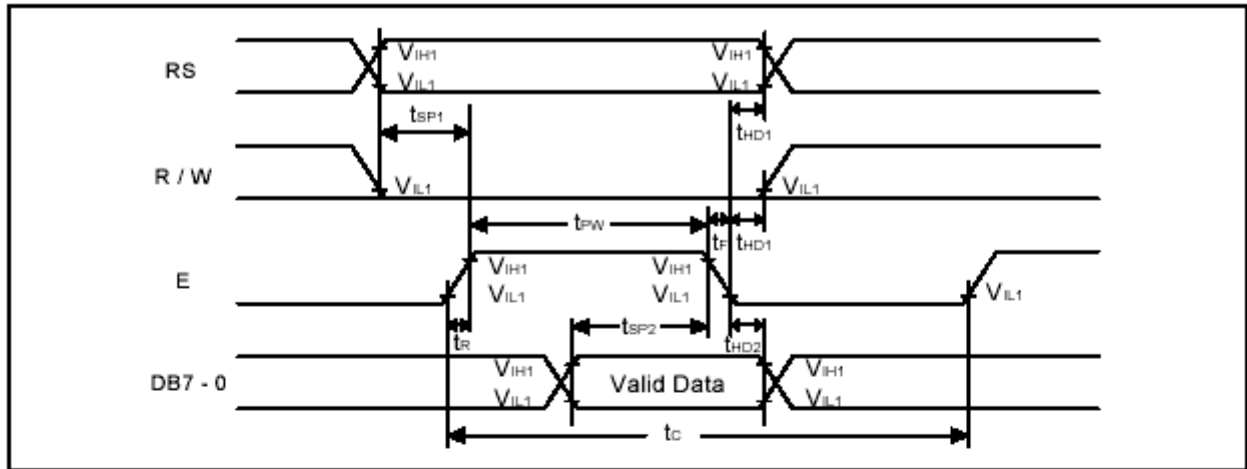 RS VIH1 VIH1
VIL1 VIL1
tSP1 tHD1
R / W VIL1 VIL1
tPW tF tHD1
E VIH1 VIH1
VIL1 VIL1 VIL1
tR tSP2 tHD2
DB7 - 0 VIH1 Valid Data VIH1
VIL1 VIL1
tC